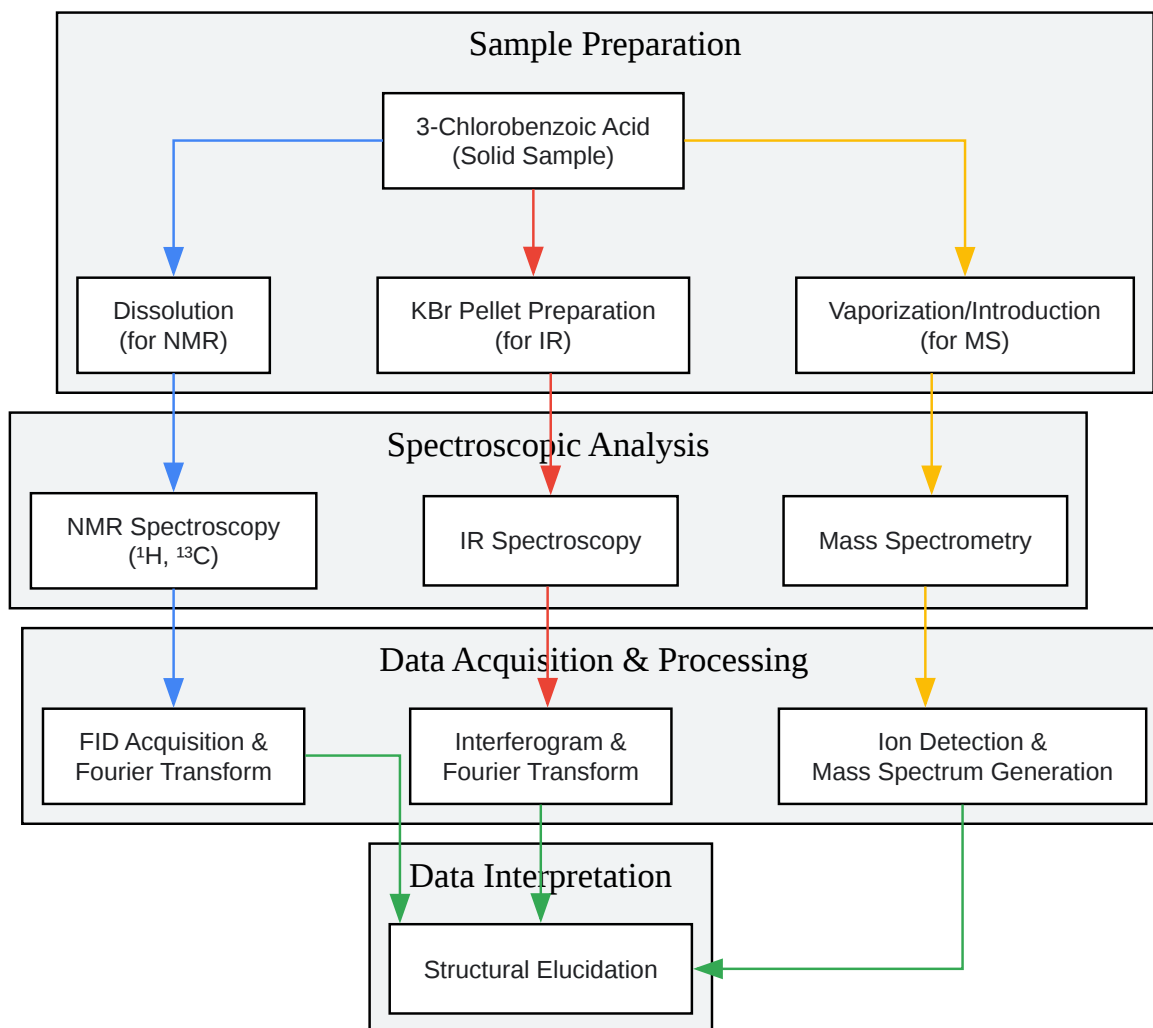 Sample Preparation
3-Chlorobenzoic Acid
(Solid Sample)
Dissolution
(for NMR)
KBr Pellet Preparation
(for IR)
Vaporization/Introduction
(for MS)
Spectroscopic Analysis
NMR Spectroscopy
(¹H, ¹³C)
IR Spectroscopy
Mass Spectrometry
Data Acquisition & Processing
FID Acquisition &
Fourier Transform
Interferogram &
Fourier Transform
Ion Detection &
Mass Spectrum Generation
Data Interpretation
Structural Elucidation